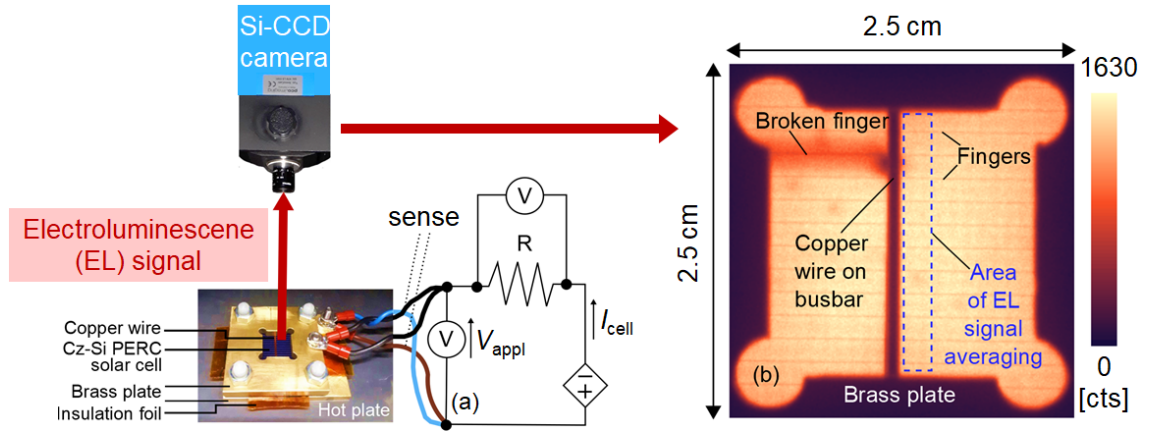 Si-CCD
camera
Electroluminescene
(EL) signal
sense
V
R
V
Vappl
Icell
Copper wire
Cz-Si PERC
solar cell
Brass plate
Insulation foil
Hot plate
(a)
2.5 cm
2.5 cm
Broken finger
Fingers
Copper
wire on
busbar
Area
of EL
signal
averaging
(b)
Brass plate
1630
0
[cts]